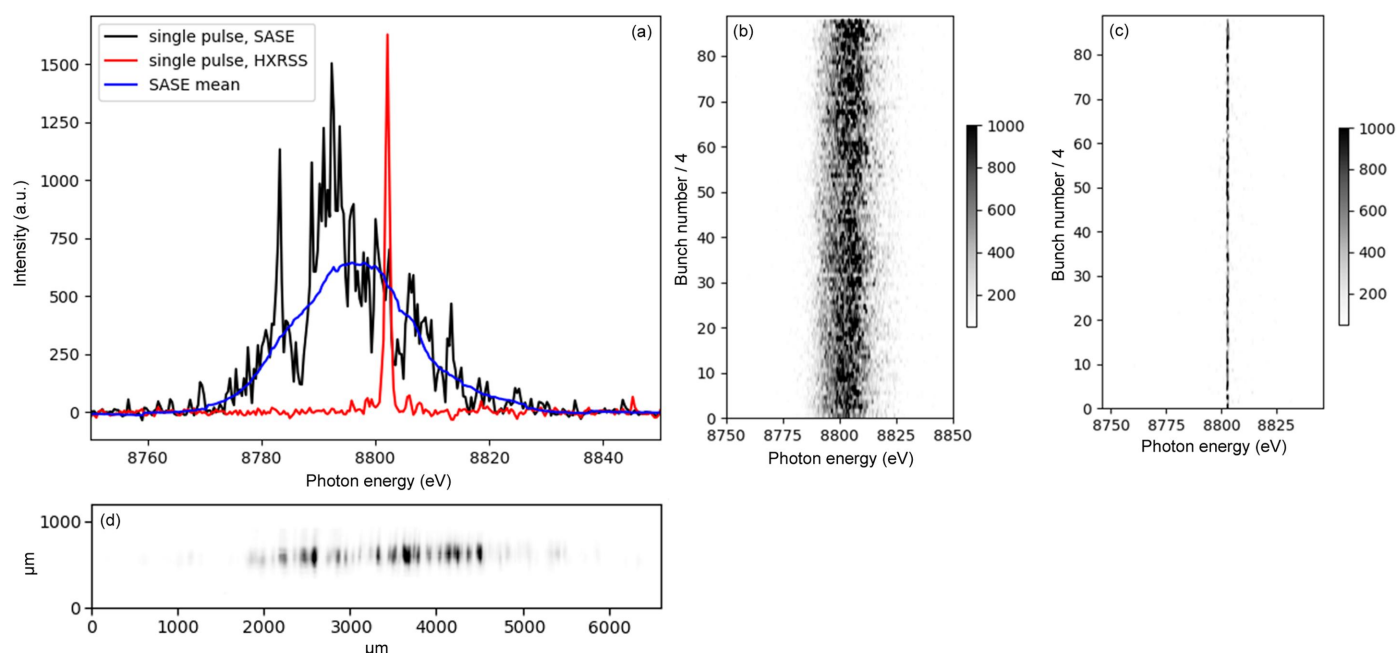 (a)
single pulse, SASE
single pulse, HXRSS
SASE mean
1500
1250
1000
750
500
250
0
Intensity (a.u.)
8760 8780 8800 8820 8840
Photon energy (eV)
(b)
80
70
60
50
40
30
20
10
0
Bunch number / 4
8750 8775 8800 8825 8850
Photon energy (eV)
1000
800
600
400
200
(c)
80
70
60
50
40
30
20
10
0
Bunch number / 4
8750 8775 8800 8825
Photon energy (eV)
1000
800
600
400
200
(d)
1000
0
µm
0 1000 2000 3000 4000 5000 6000
µm